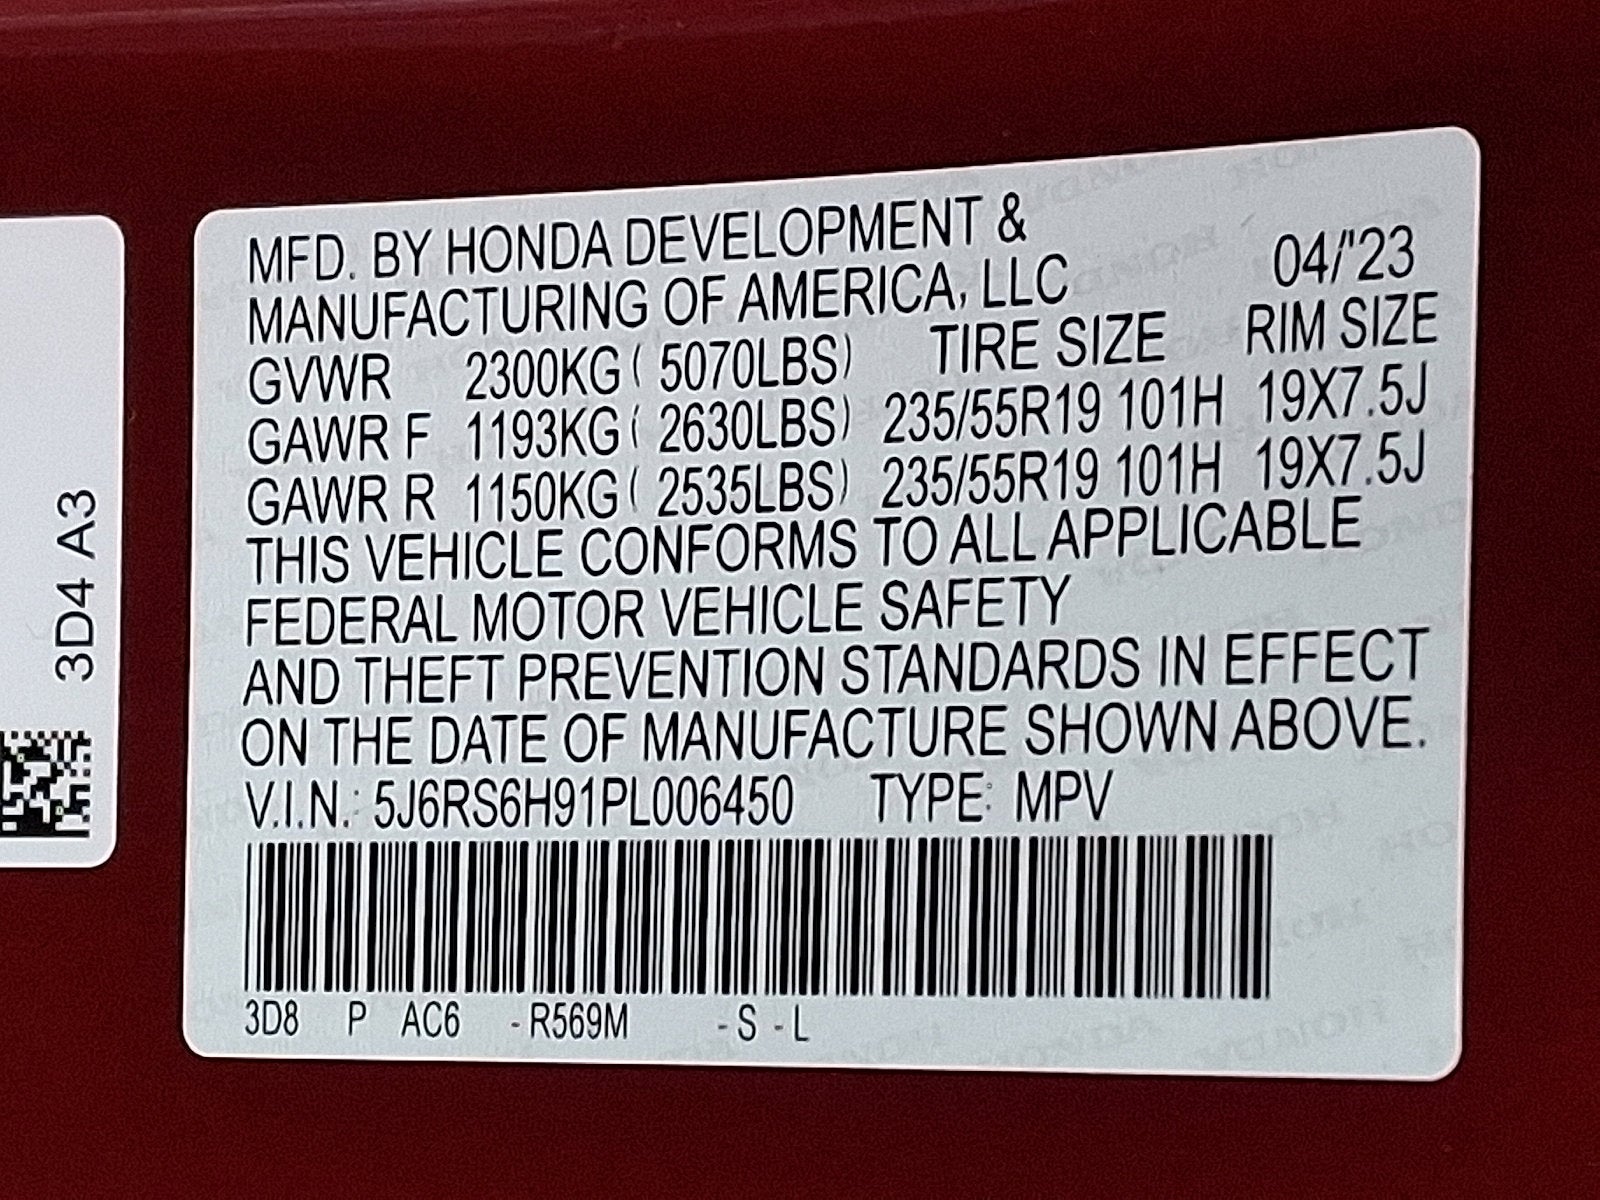 MFD. BY HONDA DEVELOPMENT &
MANUFACTURING OF AMERICA, LLC 04/'23
GVWR 2300KG ( 5070LBS) TIRE SIZE RIM SIZE
GAWR F 1193KG ( 2630LBS) 235/55R19 101H 19X7.5J
GAWR R 1150KG ( 2535LBS) 235/55R19 101H 19X7.5J
THIS VEHICLE CONFORMS TO ALL APPLICABLE
FEDERAL MOTOR VEHICLE SAFETY
AND THEFT PREVENTION STANDARDS IN EFFECT
ON THE DATE OF MANUFACTURE SHOWN ABOVE.
V.I.N.: 5J6RS6H91PL006450 TYPE: MPV
3D8 P AC6 - R569M - S - L
3D4 A3